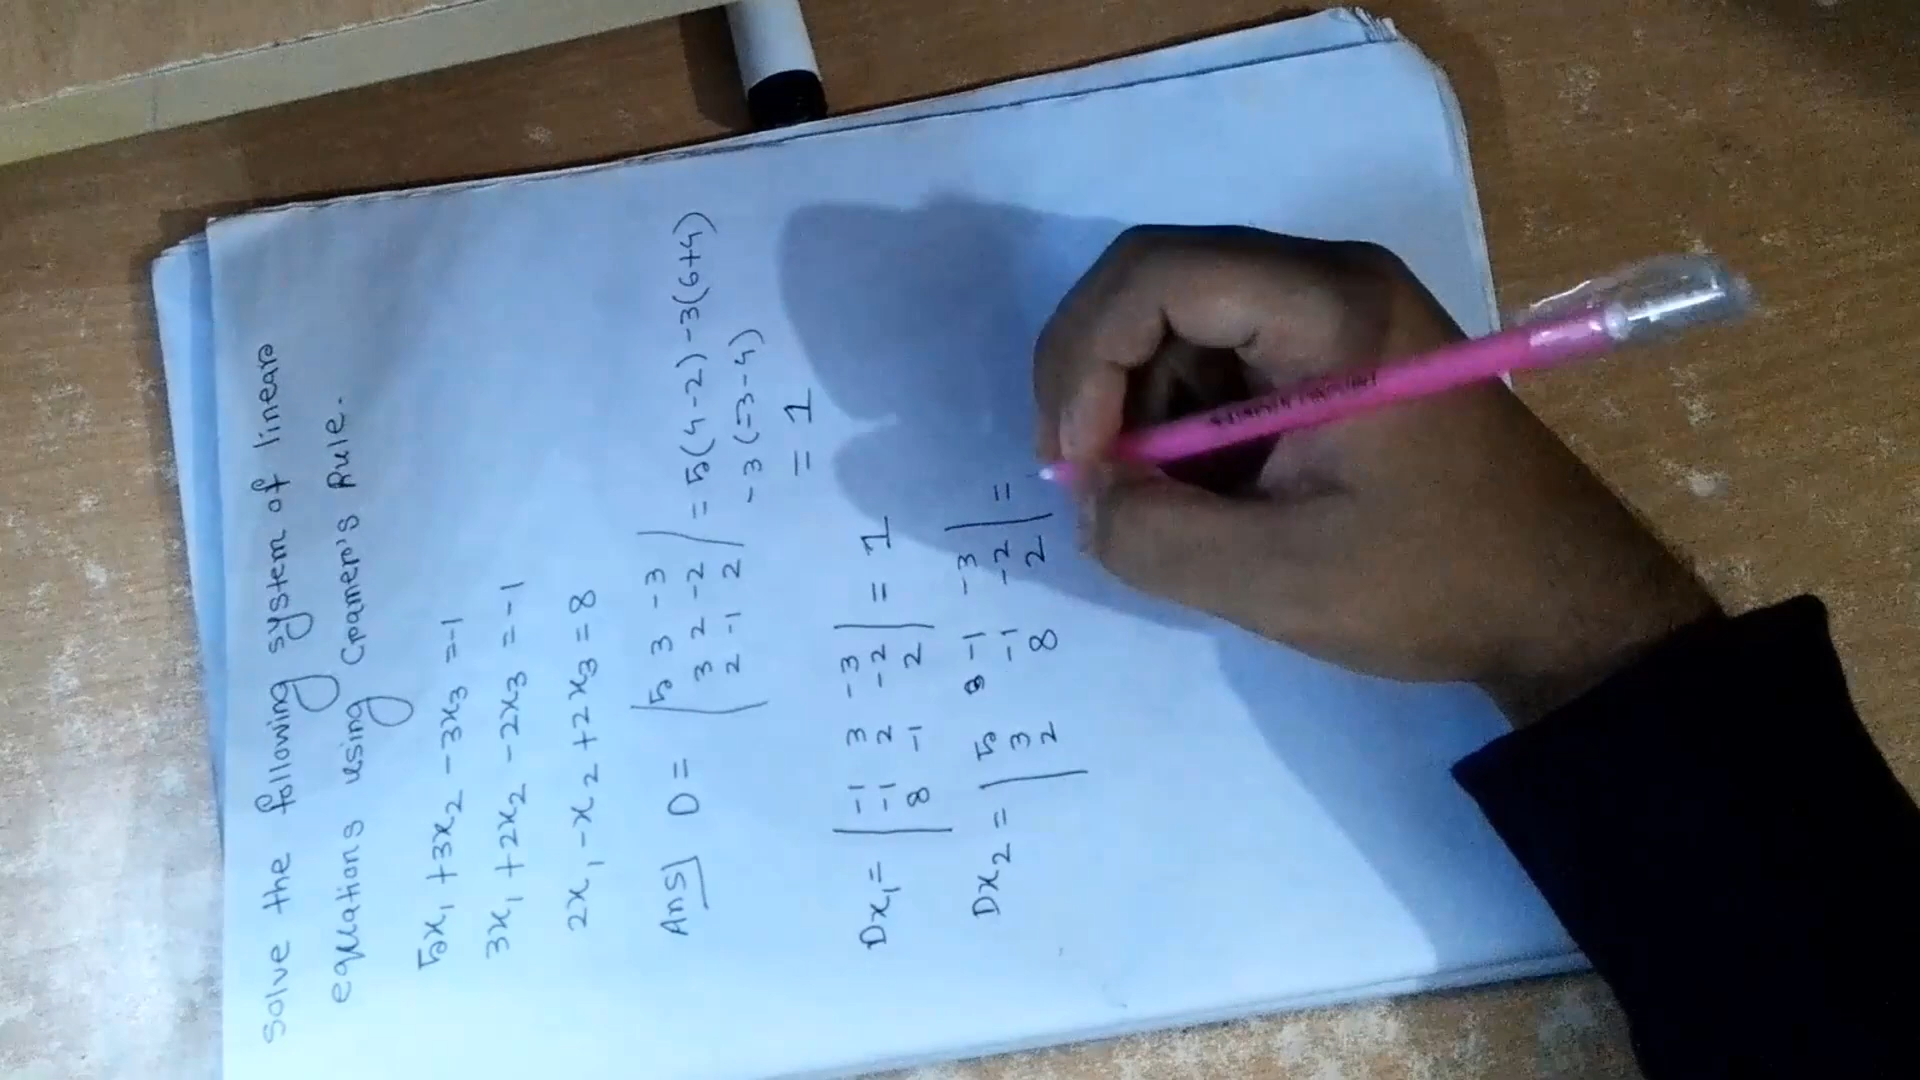 Solve the following system of linear
equations using Cramer's Rule.
5x₁ + 3x₂ - 3x₃ = -1
3x₁ + 2x₂ - 2x₃ = -1
2x₁ - x₂ + 2x₃ = 8
Ans) D = | 5 3 -3 | = 5(4-2) -3(6+4)
3 2 -2
2 -1 2
-3(-3-4)
= 1
Dx₁ = | -1 3 -3 | = 1
-1 2 -2
8 -1 2
Dx₂ = | 5 -1 -3 | =
3 -1 -2
2 8 2